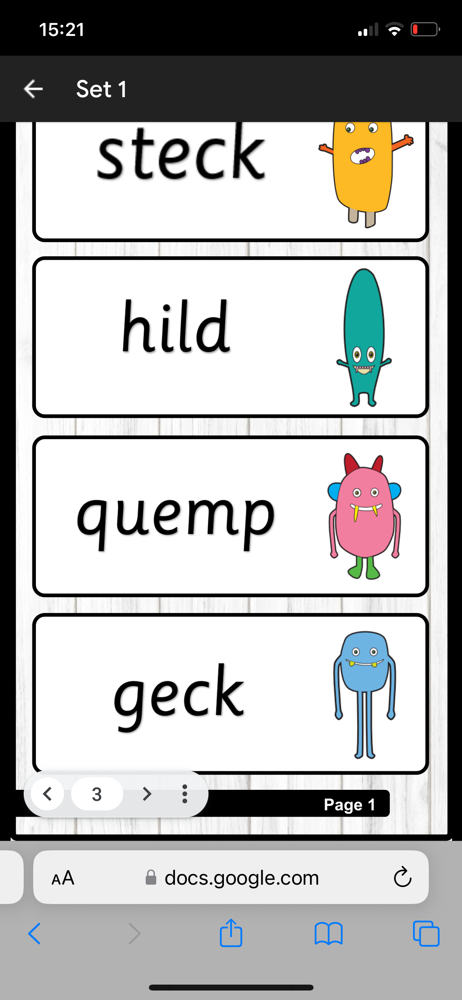 15:21
Set 1
steck
hild
quemp
geck
3
Page 1
AA
docs.google.com